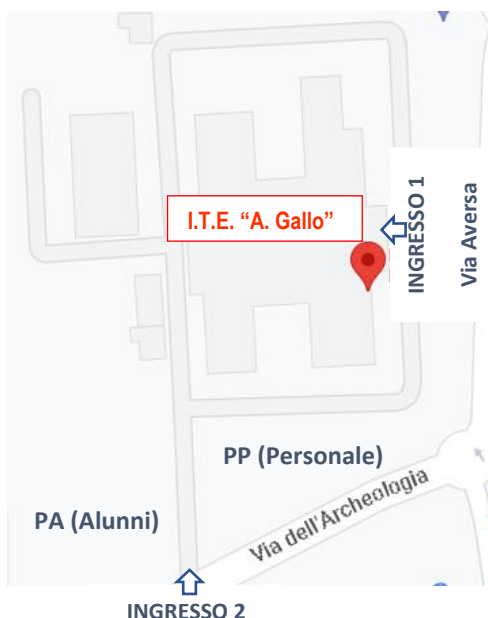 I.T.E. “A. Gallo”
INGRESSO 1
Via Aversa
PP (Personale)
Via dell'Archeologia
PA (Alunni)
INGRESSO 2